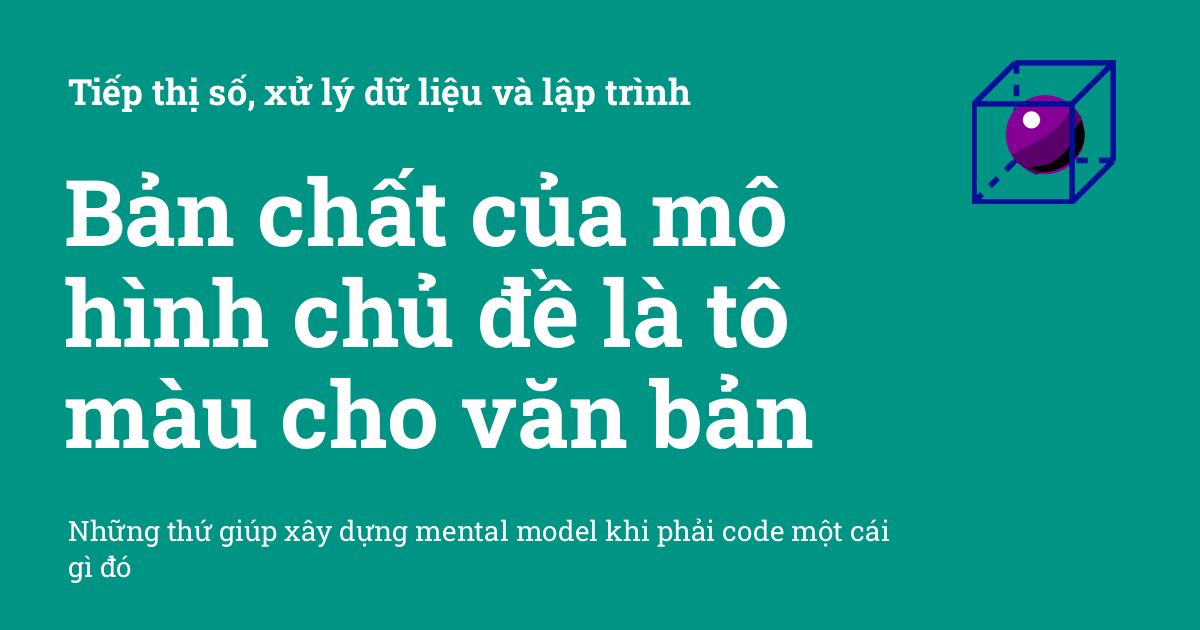 Tiếp thị số, xử lý dữ liệu và lập trình
Bản chất của mô
hình chủ đề là tô
màu cho văn bản
Những thứ giúp xây dựng mental model khi phải code một cái
gì đó